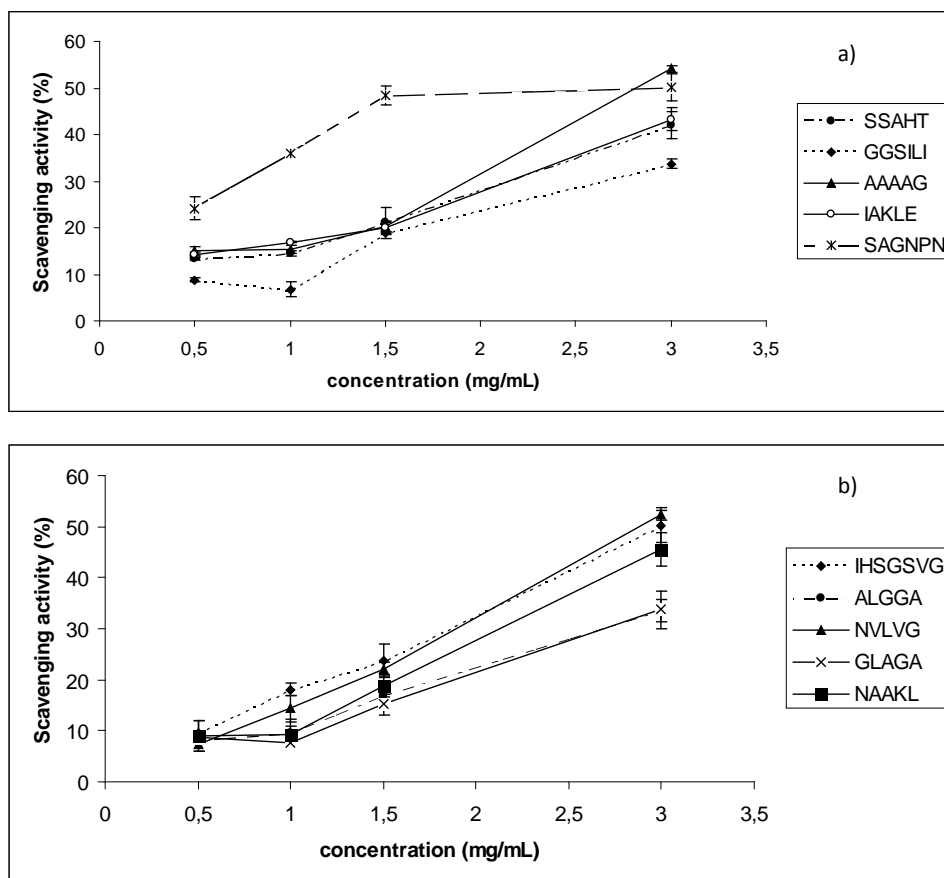 a)
Scavenging activity (%)
60
50
40
30
20
10
0
0 0,5 1 1,5 2 2,5 3 3,5
concentration (mg/mL)
SSAHT
GGSILI
AAAAG
IAKLE
SAGNPN
b)
Scavenging activity (%)
60
50
40
30
20
10
0
0 0,5 1 1,5 2 2,5 3 3,5
concentration (mg/mL)
IHSGSVG
ALGGA
NVLVG
GLAGA
NAAKL